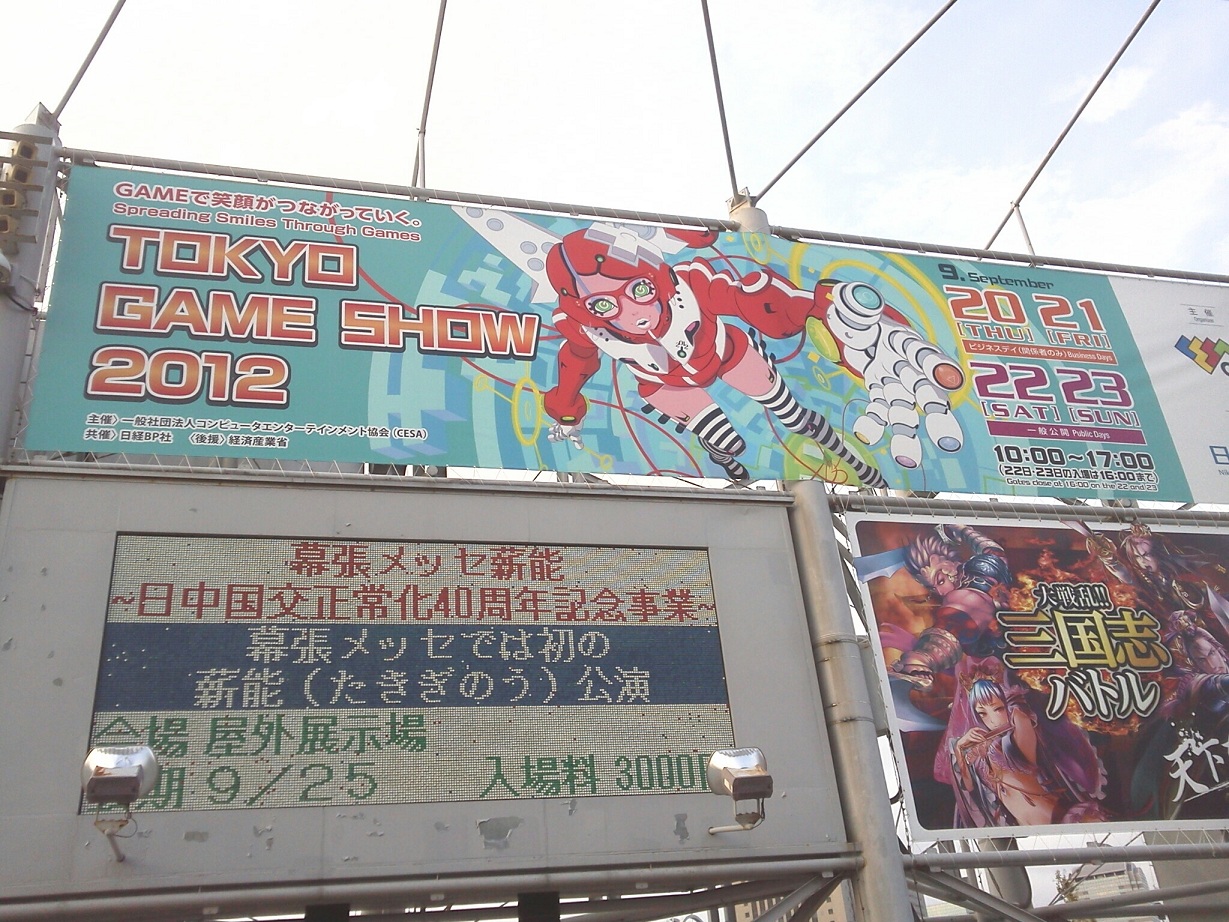 GAMEで笑顔がつながっていく。
Spreading Smiles Through Games
TOKYO
GAME SHOW
2012
主催〉一般社団法人コンピュータエンターテインメント協会（CESA）
共催〉日経BP社　〈後援〉経済産業省
9. September
20 21
[THU] [FRI]
ビジネスデイ(関係者のみ) Business Days
22 23
[SAT] [SUN]
一般公開 Public Days
10:00～17:00
(22日・23日の入場は16:00まで)
Gates close at 16:00 on the 22 and 23
主催
Organizer
幕張メッセ薪能
~日中国交正常化40周年記念事業~
幕張メッセでは初の
薪能（たきぎのう）公演
会場 屋外展示場
期 9／25　入場料 3000
大戦乱!!
三国志
バトル
天下